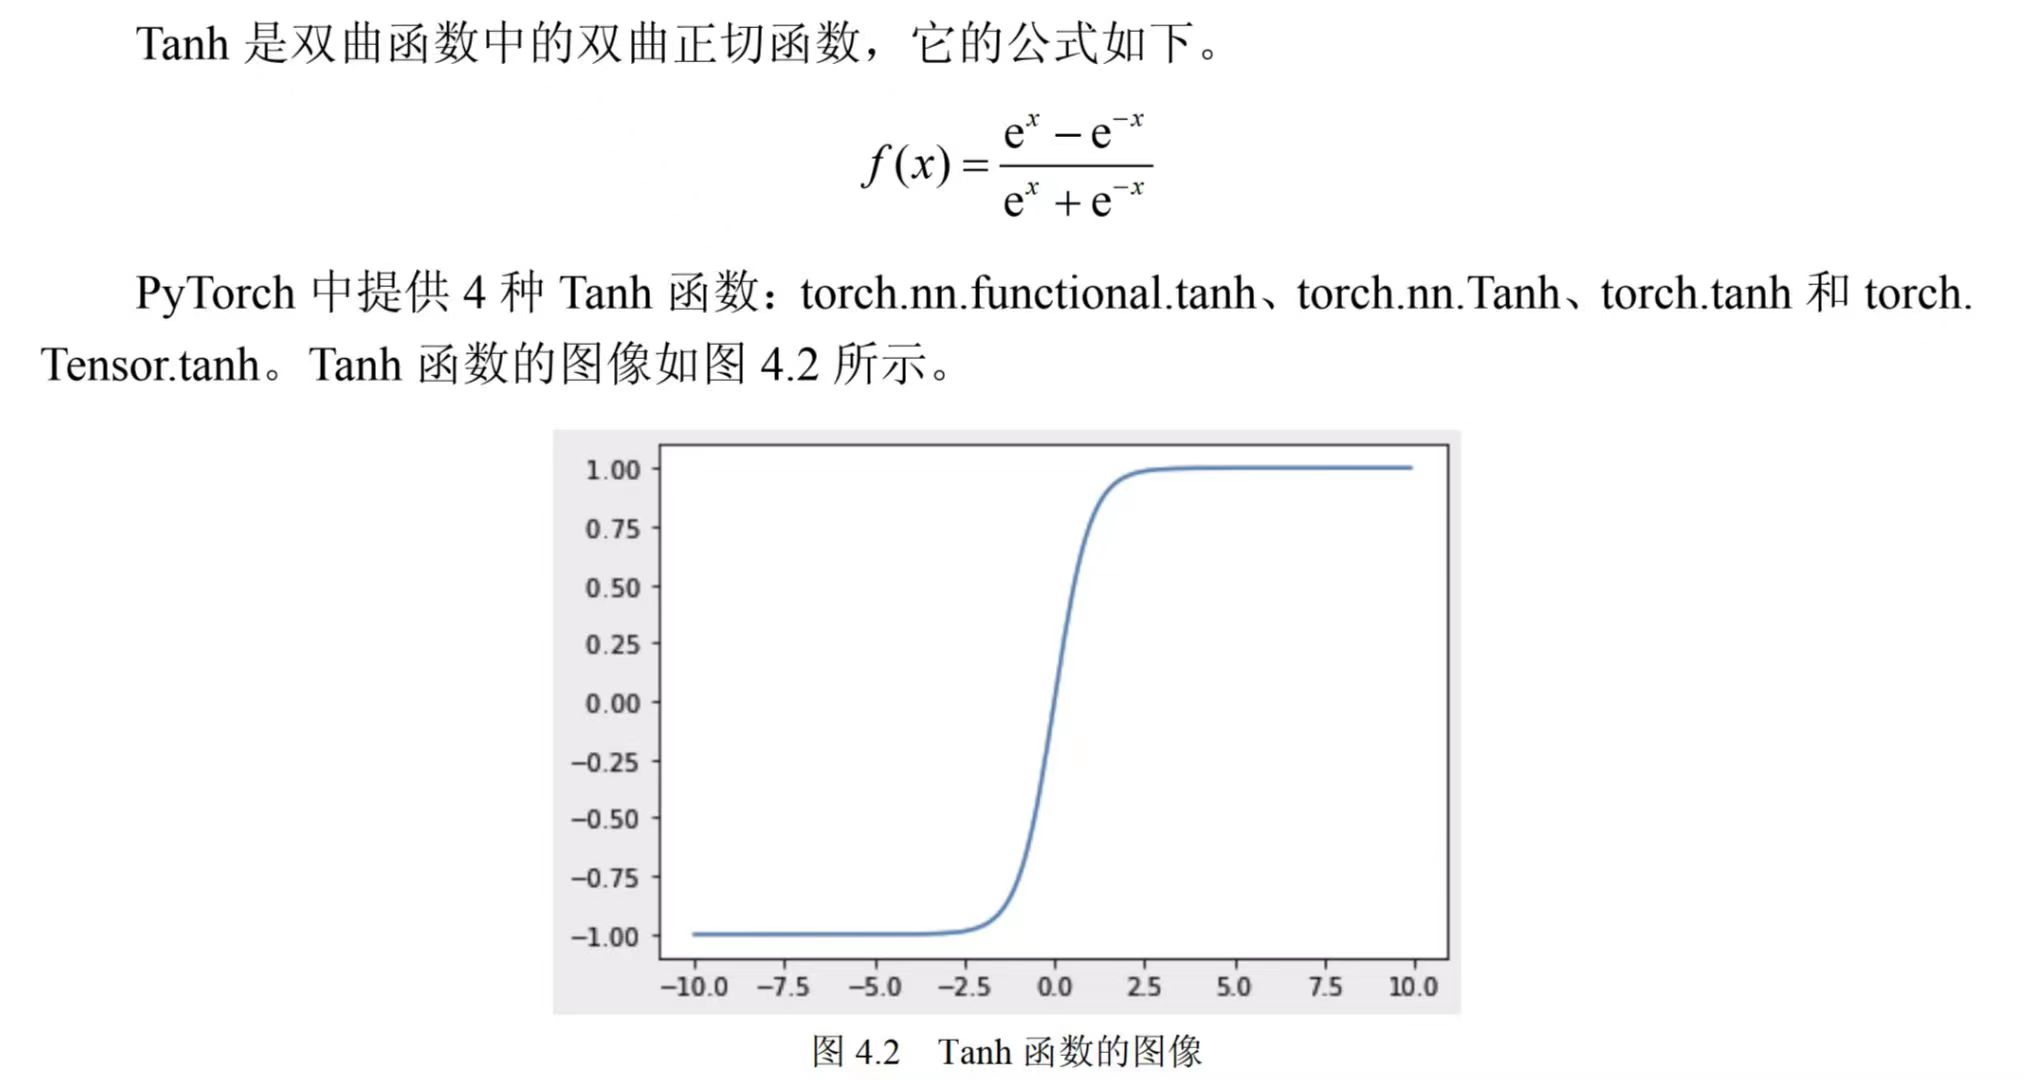 Tanh 是双曲函数中的双曲正切函数，它的公式如下。
f(x) = (e^x − e^−x) / (e^x + e^−x)
PyTorch 中提供 4 种 Tanh 函数：torch.nn.functional.tanh、torch.nn.Tanh、torch.tanh 和 torch.
Tensor.tanh。Tanh 函数的图像如图 4.2 所示。
1.00
0.75
0.50
0.25
0.00
−0.25
−0.50
−0.75
−1.00
−10.0 −7.5 −5.0 −2.5 0.0 2.5 5.0 7.5 10.0
图 4.2 Tanh 函数的图像